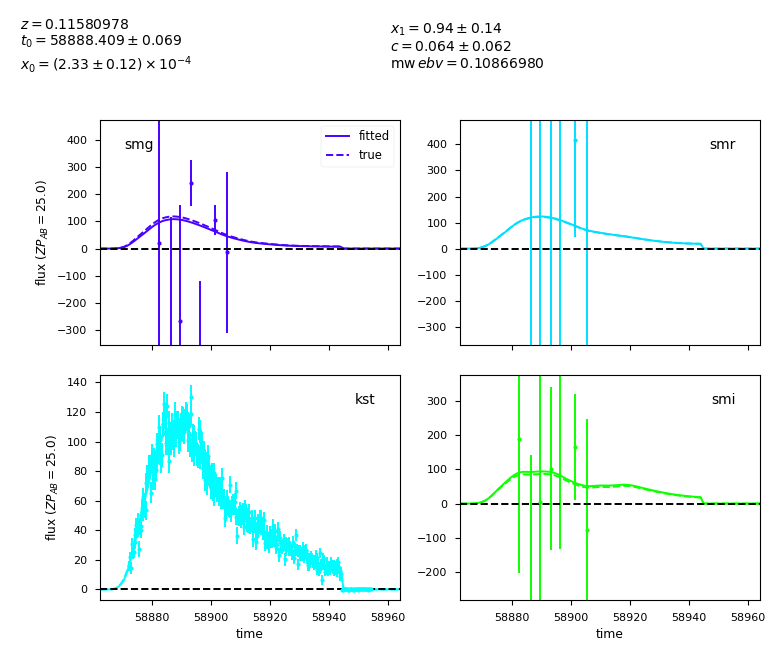 z = 0.11580978
t₀ = 58888.409 ± 0.069
x₀ = (2.33 ± 0.12) × 10⁻⁴
x₁ = 0.94 ± 0.14
c = 0.064 ± 0.062
mw ebv = 0.10866980
smg
fitted
true
400
300
200
100
0
−100
−200
−300
flux (ZP_AB = 25.0)
smr
400
300
200
100
0
−100
−200
−300
kst
140
120
100
80
60
40
20
0
flux (ZP_AB = 25.0)
58880 58900 58920 58940 58960
time
smi
300
200
100
0
−100
−200
58880 58900 58920 58940 58960
time